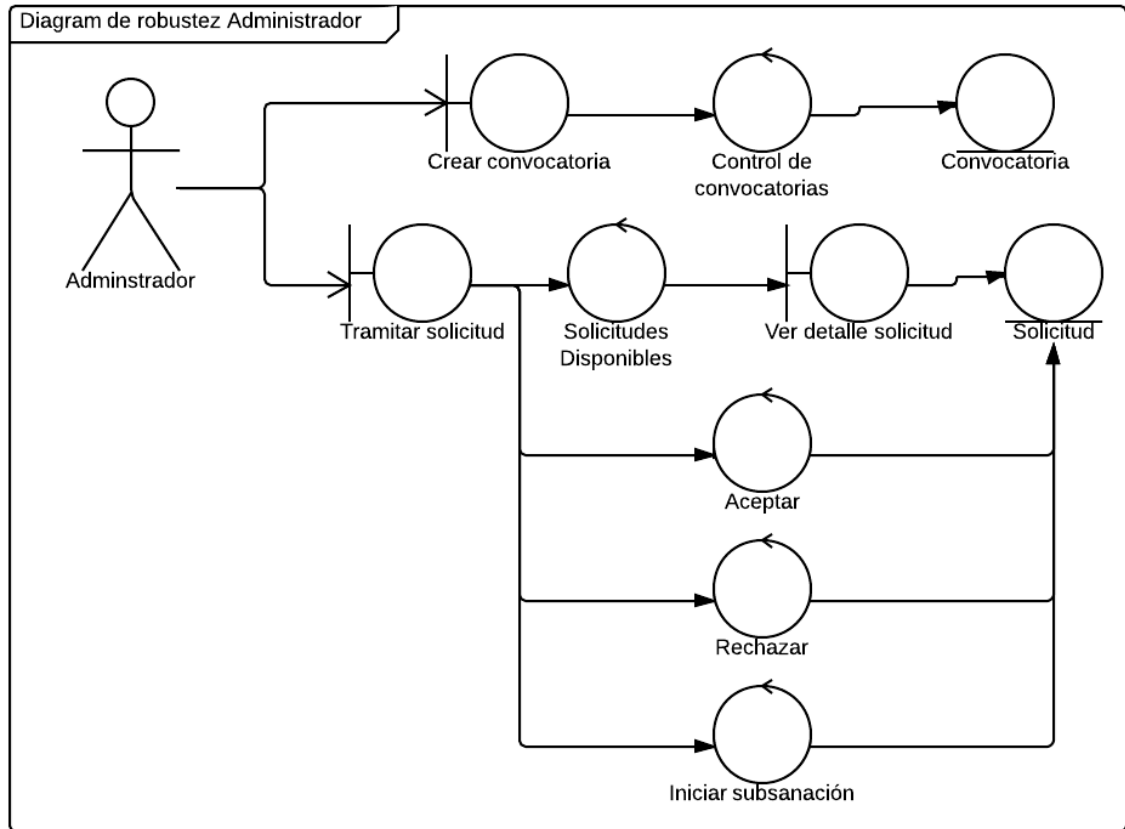 Diagram de robustez Administrador
Crear convocatoria
Control de
convocatorias
Convocatoria
Adminstrador
Tramitar solicitud
Solicitudes
Disponibles
Ver detalle solicitud
Solicitud
Aceptar
Rechazar
Iniciar subsanación